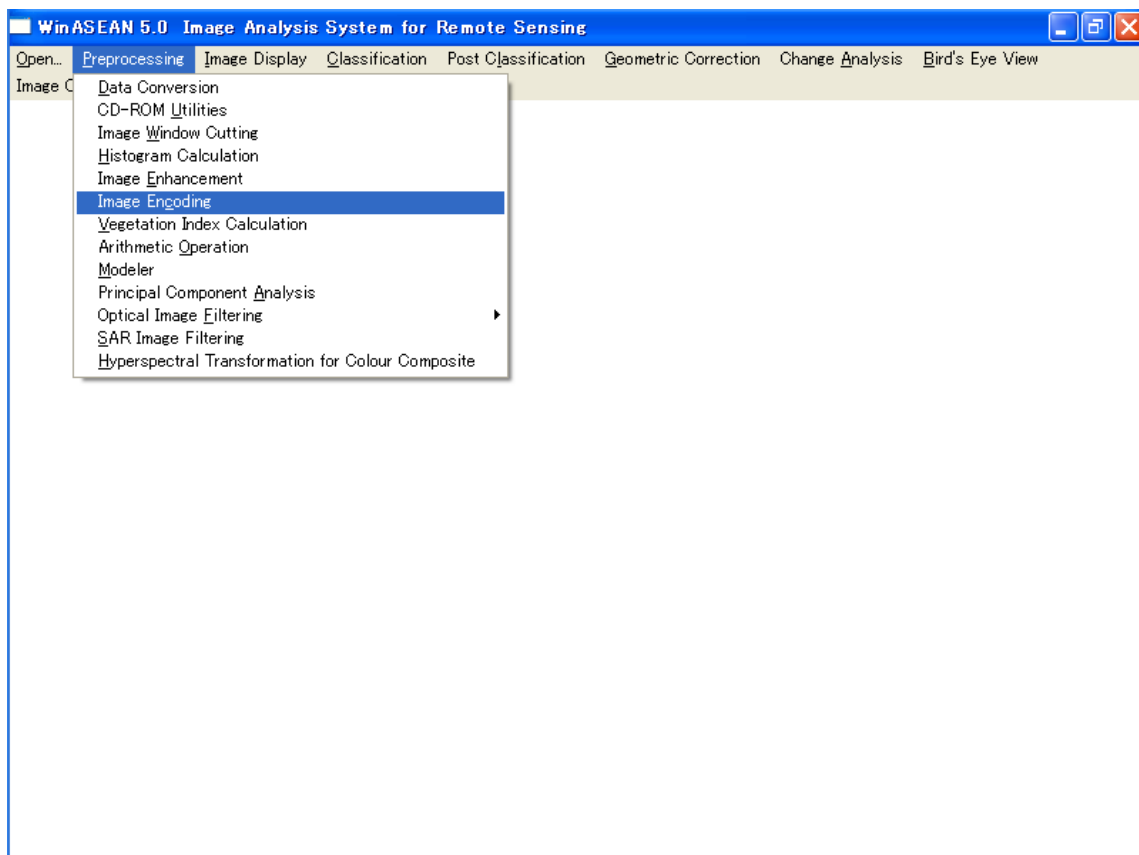 WinASEAN 5.0 Image Analysis System for Remote Sensing
Open... Preprocessing Image Display Classification Post Classification Geometric Correction Change Analysis Bird's Eye View
Image
Data Conversion
CD-ROM Utilities
Image Window Cutting
Histogram Calculation
Image Enhancement
Image Encoding
Vegetation Index Calculation
Arithmetic Operation
Modeler
Principal Component Analysis
Optical Image Filtering
SAR Image Filtering
Hyperspectral Transformation for Colour Composite